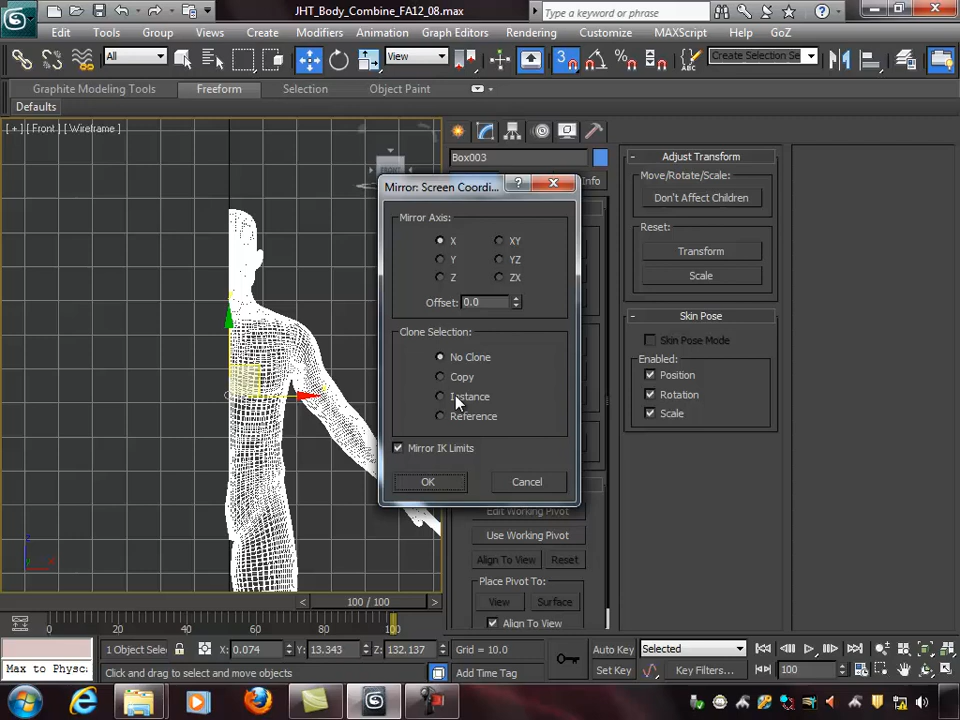 JHT_Body_Combine_FA12_08.max
Type a keyword or phrase
Edit Tools Group Views Create Modifiers Animation Graph Editors Rendering Customize MAXScript Help GoZ
All
View
3
Create Selection Se
Graphite Modeling Tools Freeform Selection Object Paint
Defaults
[ + ] [ Front ] [ Wireframe ]
FRONT
Box003
Adjust Transform
Mirror: Screen Coordi...
Info
Move/Rotate/Scale:
Don't Affect Children
Mirror Axis:
Reset:
X XY
Transform
Y YZ
Z ZX
Scale
Offset: 0.0
Skin Pose
Clone Selection:
Skin Pose Mode
No Clone
Enabled:
Copy
Position
Instance
Rotation
Reference
Scale
Mirror IK Limits
OK Cancel
Edit Working Pivot
Use Working Pivot
Align To View Reset
Place Pivot To:
View Surface
Align To View
< 100 / 100 >
0 20 40 60 80 100
1 Object Selec X: 0.074 Y: 13.343 Z: 132.137 Grid = 10.0
Auto Key Selected
Max to Physc Click and drag to select and move objects Add Time Tag
Set Key Key Filters... 100